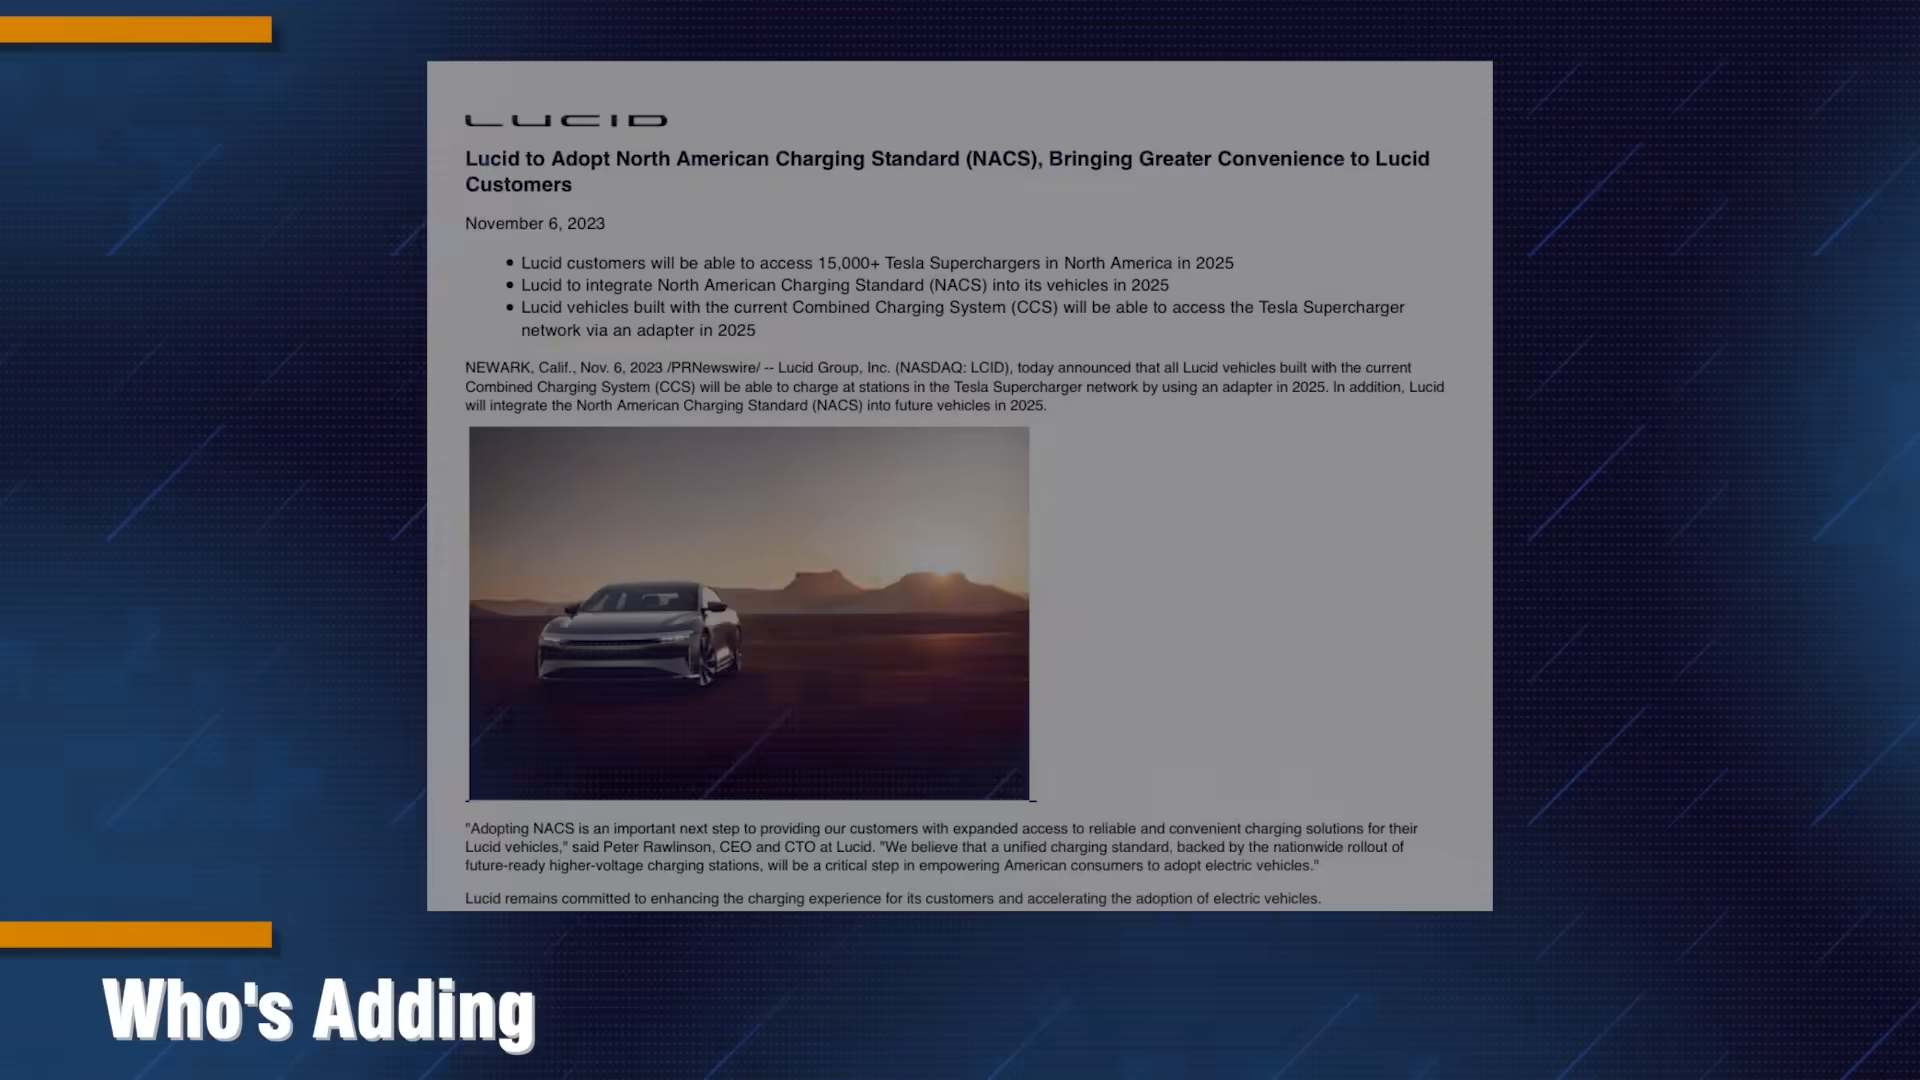 LUCID
Lucid to Adopt North American Charging Standard (NACS), Bringing Greater Convenience to Lucid
Customers
November 6, 2023
• Lucid customers will be able to access 15,000+ Tesla Superchargers in North America in 2025
• Lucid to integrate North American Charging Standard (NACS) into its vehicles in 2025
• Lucid vehicles built with the current Combined Charging System (CCS) will be able to access the Tesla Supercharger
network via an adapter in 2025
NEWARK, Calif., Nov. 6, 2023 /PRNewswire/ -- Lucid Group, Inc. (NASDAQ: LCID), today announced that all Lucid vehicles built with the current
Combined Charging System (CCS) will be able to charge at stations in the Tesla Supercharger network by using an adapter in 2025. In addition, Lucid
will integrate the North American Charging Standard (NACS) into future vehicles in 2025.
"Adopting NACS is an important next step to providing our customers with expanded access to reliable and convenient charging solutions for their
Lucid vehicles," said Peter Rawlinson, CEO and CTO at Lucid. "We believe that a unified charging standard, backed by the nationwide rollout of
future-ready higher-voltage charging stations, will be a critical step in empowering American consumers to adopt electric vehicles."
Lucid remains committed to enhancing the charging experience for its customers and accelerating the adoption of electric vehicles.
Who's Adding